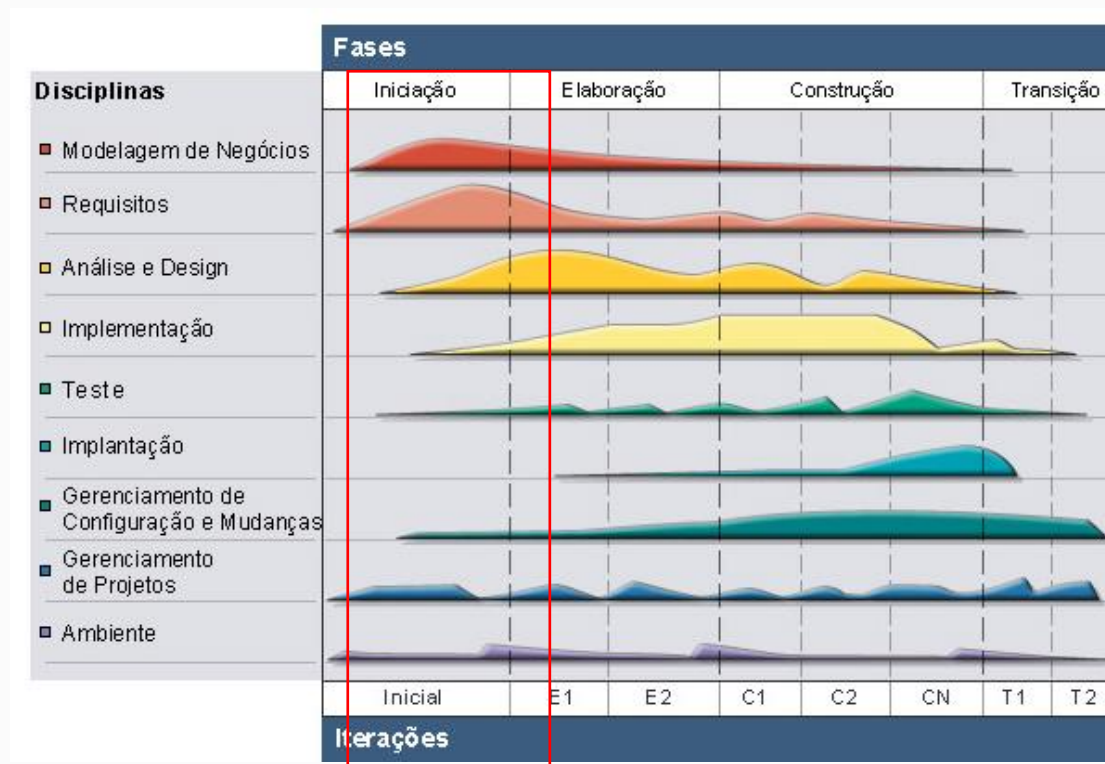 Fases
Disciplinas
Iniciação Elaboração Construção Transição
Modelagem de Negócios
Requisitos
Análise e Design
Implementação
Teste
Implantação
Gerenciamento de
Configuração e Mudanças
Gerenciamento
de Projetos
Ambiente
Inicial E1 E2 C1 C2 CN T1 T2
Iterações